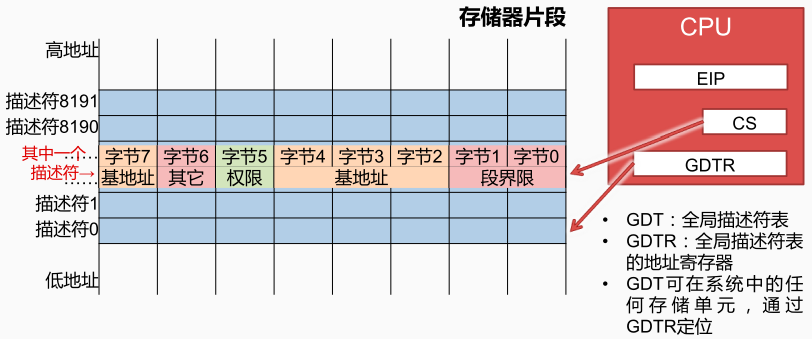 存储器片段
高地址
描述符8191
描述符8190
其中一个……
描述符→
……
字节7 字节6 字节5 字节4 字节3 字节2 字节1 字节0
基地址 其它 权限 基地址 段界限
描述符1
描述符0
低地址
CPU
EIP
CS
GDTR
• GDT：全局描述符表
• GDTR：全局描述符表
的地址寄存器
• GDT可在系统中的任
何存储单元，通过
GDTR定位